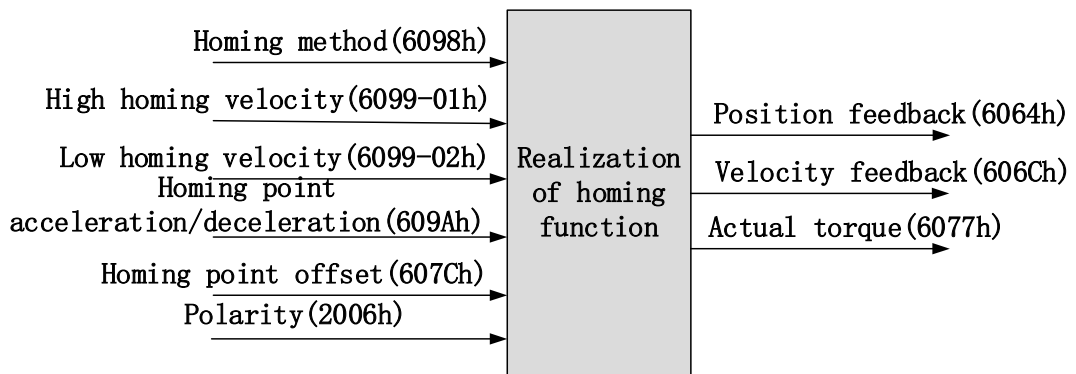 Homing method(6098h)
High homing velocity(6099-01h)
Low homing velocity(6099-02h)
Homing point
acceleration/deceleration(609Ah)
Homing point offset(607Ch)
Polarity(2006h)
Realization
of homing
function
Position feedback(6064h)
Velocity feedback(606Ch)
Actual torque(6077h)